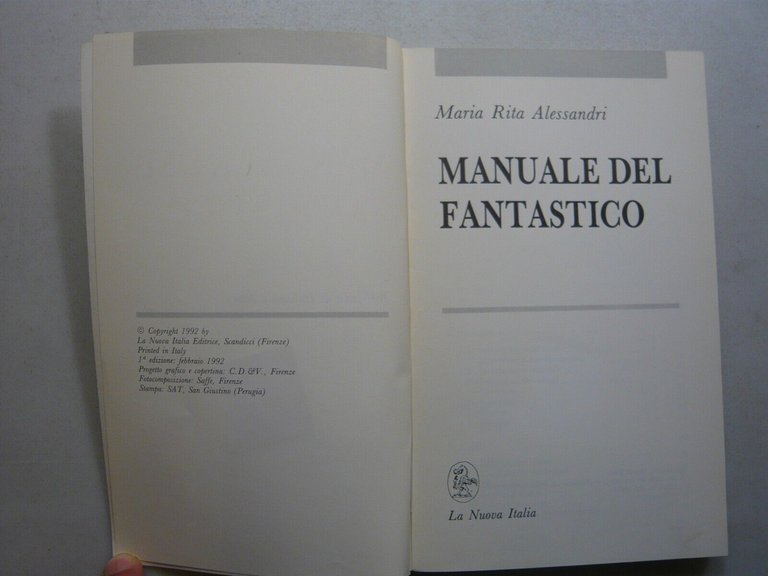 © Copyright 1992 by
La Nuova Italia Editrice, Scandicci (Firenze)
Printed in Italy
1ª edizione: febbraio 1992
Progetto grafico e copertina: C.D.&V., Firenze
Fotocomposizione: Saffe, Firenze
Stampa: SAT, San Giustino (Perugia)
Maria Rita Alessandri
MANUALE DEL
FANTASTICO
La Nuova Italia